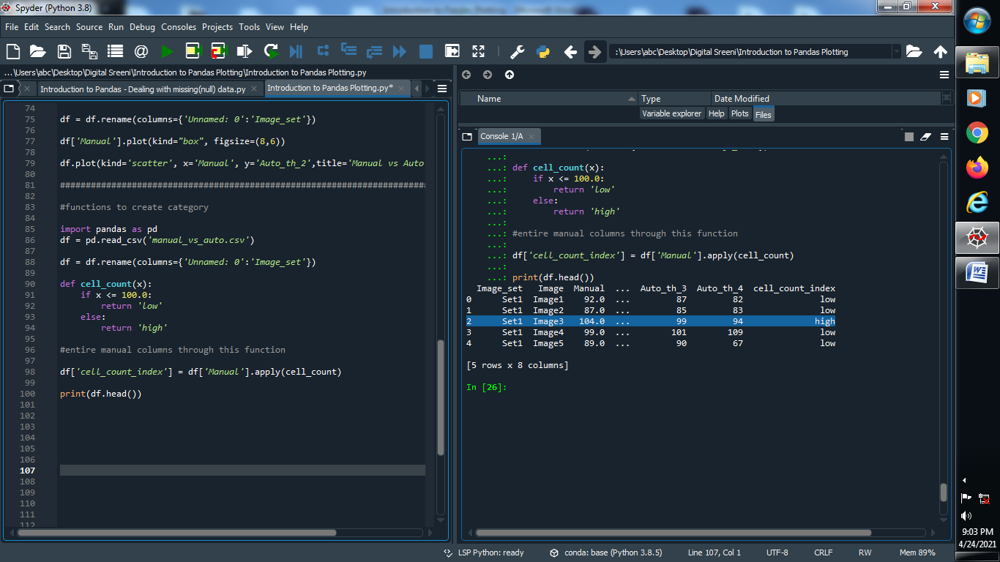 Spyder (Python 3.8)
File Edit Search Source Run Debug Consoles Projects Tools View Help
:\Users\abc\Desktop\Digital Sreeni\Introduction to Pandas Plotting
...\Users\abc\Desktop\Digital Sreeni\Introduction to Pandas Plotting\Introduction to Pandas Plotting.py
Introduction to Pandas - Dealing with missing(null) data.py
Introduction to Pandas Plotting.py*
74
75 df = df.rename(columns={'Unnamed: 0':'Image_set'})
76
77 df['Manual'].plot(kind="box", figsize=(8,6))
78
79 df.plot(kind='scatter', x='Manual', y='Auto_th_2',title='Manual vs Auto
80
81 #######################################################################
82
83 #functions to create category
84
85 import pandas as pd
86 df = pd.read_csv('manual_vs_auto.csv')
87
88 df = df.rename(columns={'Unnamed: 0':'Image_set'})
89
90 def cell_count(x):
91     if x <= 100.0:
92         return 'low'
93     else:
94         return 'high'
95
96 #entire manual columns through this function
97
98 df['cell_count_index'] = df['Manual'].apply(cell_count)
99
100 print(df.head())
101
102
103
104
105
106
107
108
109
110
111
112
Name Type Date Modified
Variable explorer Help Plots Files
Console 1/A
...:
...: def cell_count(x):
...:     if x <= 100.0:
...:         return 'low'
...:     else:
...:         return 'high'
...:
...: #entire manual columns through this function
...:
...: df['cell_count_index'] = df['Manual'].apply(cell_count)
...:
...: print(df.head())
  Image_set   Image  Manual  ...  Auto_th_3  Auto_th_4  cell_count_index
0      Set1  Image1    92.0  ...         87         82               low
1      Set1  Image2    87.0  ...         85         83               low
2      Set1  Image3   104.0  ...         99         94              high
3      Set1  Image4    99.0  ...        101        109               low
4      Set1  Image5    89.0  ...         90         67               low
[5 rows x 8 columns]
In [26]:
LSP Python: ready conda: base (Python 3.8.5) Line 107, Col 1 UTF-8 CRLF RW Mem 89%
9:03 PM
4/24/2021